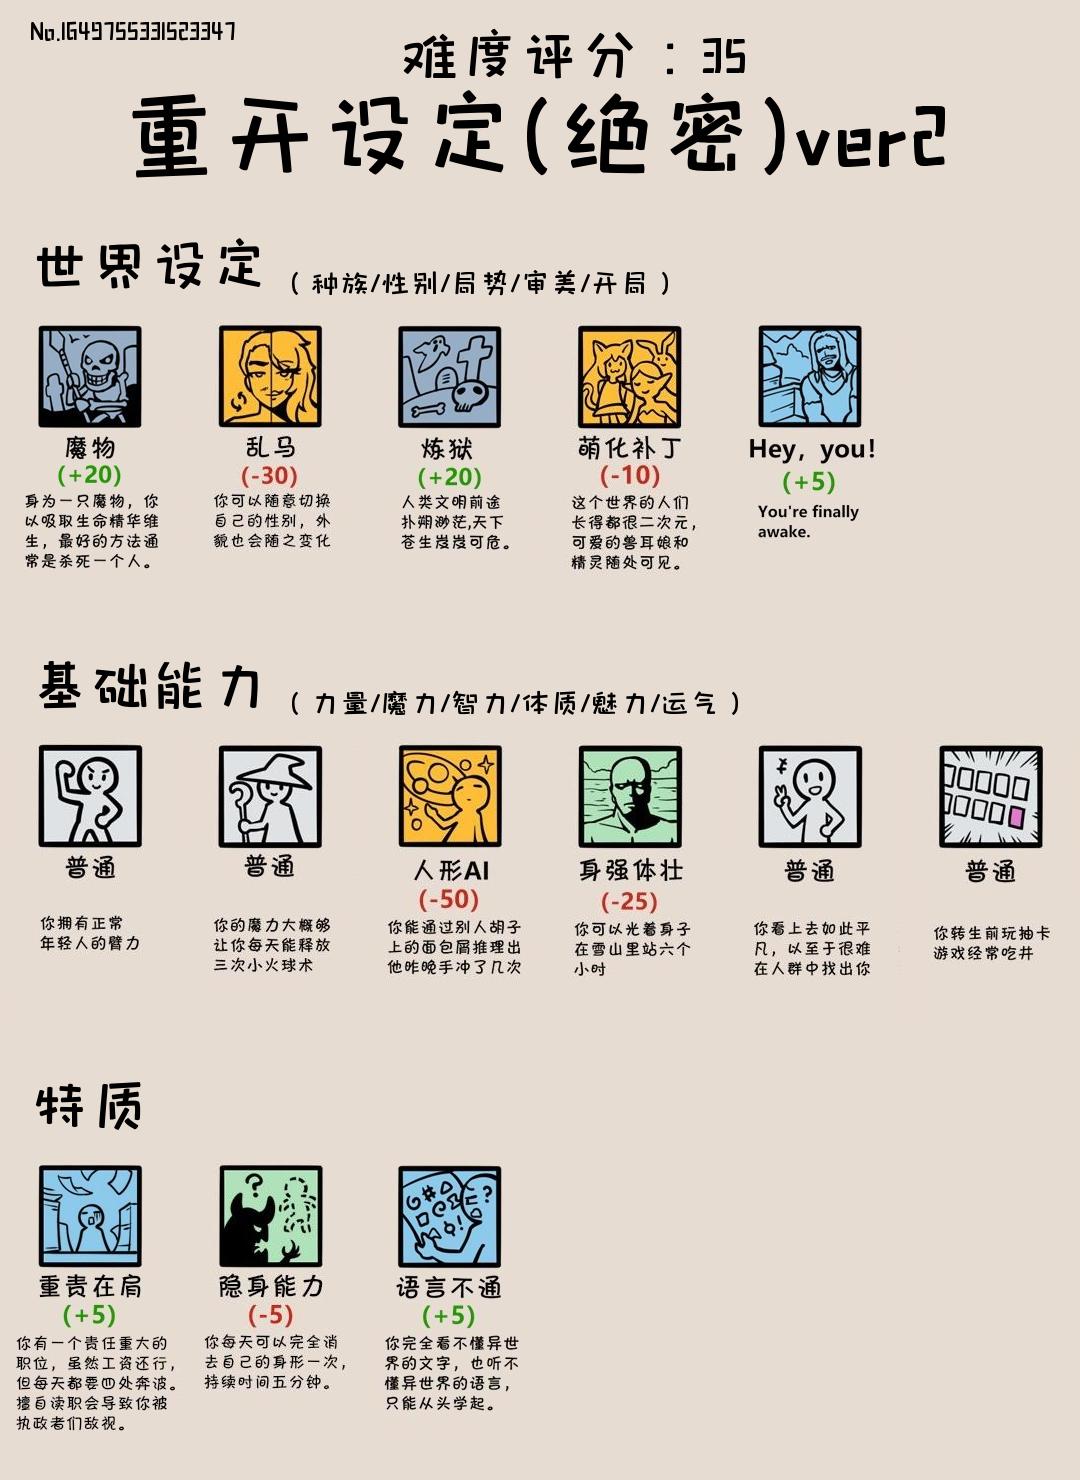 No.1649755331523347
难度评分：35
重开设定(绝密)ver2
世界设定 （种族/性别/局势/审美/开局）
魔物
(+20)
身为一只魔物，你
以吸取生命精华维
生，最好的方法通
常是杀死一个人。
乱马
(-30)
你可以随意切换
自己的性别，外
貌也会随之变化
炼狱
(+20)
人类文明前途
扑朔渺茫,天下
苍生岌岌可危。
萌化补丁
(-10)
这个世界的人们
长得都很二次元，
可爱的兽耳娘和
精灵随处可见。
Hey, you!
(+5)
You're finally
awake.
基础能力 （力量/魔力/智力/体质/魅力/运气）
普通
你拥有正常
年轻人的臂力
普通
你的魔力大概够
让你每天能释放
三次小火球术
人形AI
(-50)
你能通过别人胡子
上的面包屑推理出
他昨晚手冲了几次
身强体壮
(-25)
你可以光着身子
在雪山里站六个
小时
普通
你看上去如此平
凡，以至于很难
在人群中找出你
普通
你转生前玩抽卡
游戏经常吃井
特质
重责在肩
(+5)
你有一个责任重大的
职位，虽然工资还行，
但每天都要四处奔波。
擅自渎职会导致你被
执政者们敌视。
?
隐身能力
(-5)
你每天可以完全消
去自己的身形一次，
持续时间五分钟。
语言不通
(+5)
你完全看不懂异世
界的文字，也听不
懂异世界的语言，
只能从头学起。